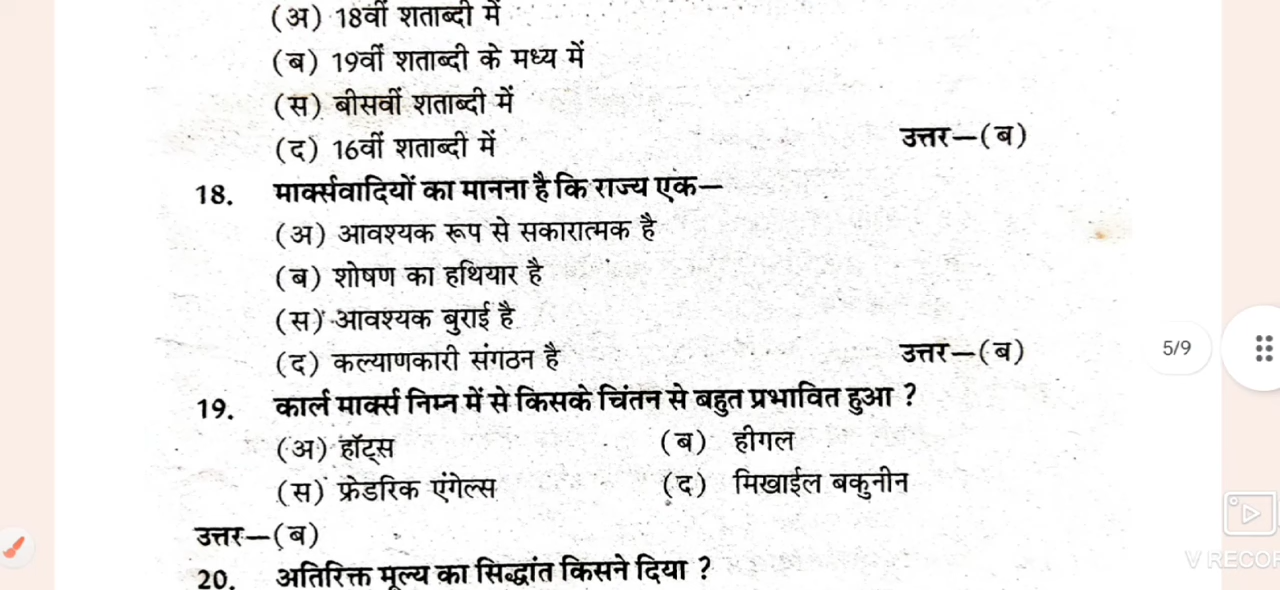 (अ) 18वीं शताब्दी में
(ब) 19वीं शताब्दी के मध्य में
(स) बीसवीं शताब्दी में
(द) 16वीं शताब्दी में
उत्तर—(ब)
18. मार्क्सवादियों का मानना है कि राज्य एक—
(अ) आवश्यक रूप से सकारात्मक है
(ब) शोषण का हथियार है
(स) आवश्यक बुराई है
(द) कल्याणकारी संगठन है
उत्तर—(ब)
5/9
19. कार्ल मार्क्स निम्न में से किसके चिंतन से बहुत प्रभावित हुआ ?
(अ) हॉट्स (ब) हीगल
(स) फ्रेडरिक एंगेल्स (द) मिखाईल बकुनीन
उत्तर—(ब)
20. अतिरिक्त मूल्य का सिद्धांत किसने दिया ?
V RECOR